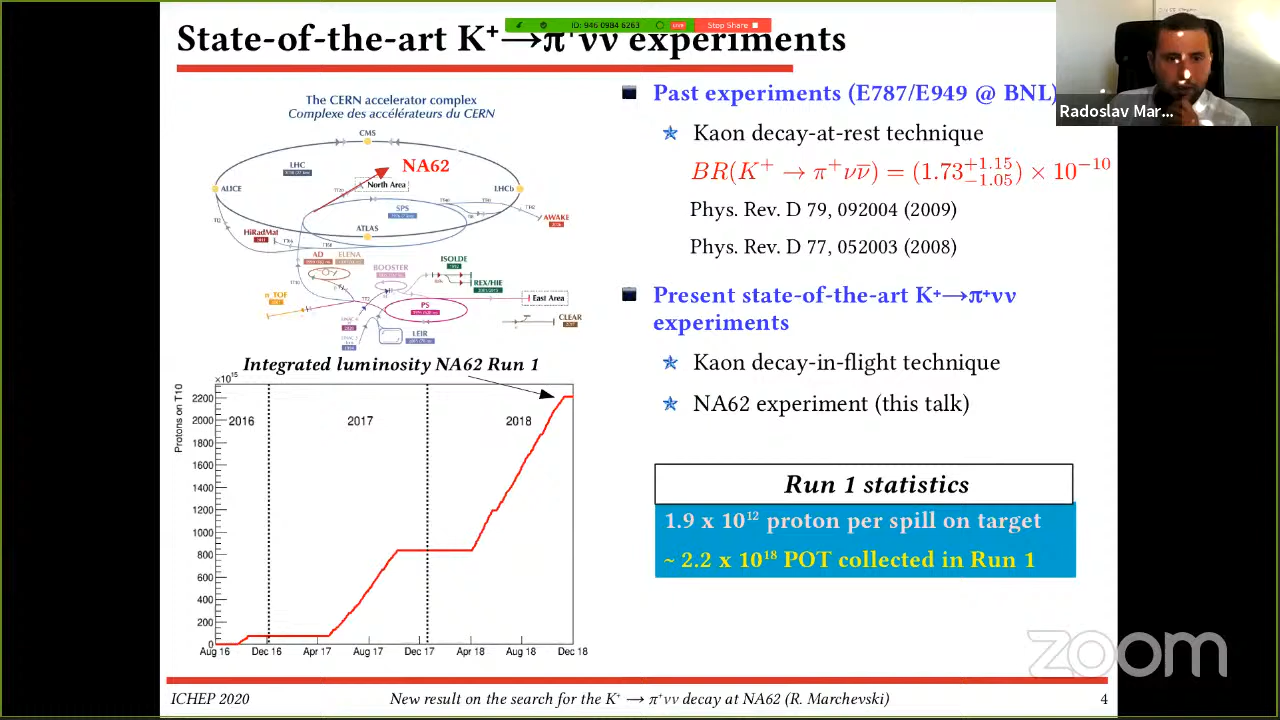 State-of-the-art K⁺→π⁺νν experiments
ID: 946 0984 6263
LIVE
Stop Share
Radoslav Mar...
The CERN accelerator complex
Complexe des accélérateurs du CERN
CMS
NA62
LHC
North Area
ALICE
LHCb
SPS
AWAKE
ATLAS
HiRadMat
AD
ELENA
ISOLDE
BOOSTER
REX/HIE
n_TOF
PS
East Area
CLEAR
LEIR
Past experiments (E787/E949 @ BNL)
Kaon decay-at-rest technique
BR(K⁺ → π⁺νν̅) = (1.73 +1.15 −1.05) × 10⁻¹⁰
Phys. Rev. D 79, 092004 (2009)
Phys. Rev. D 77, 052003 (2008)
Present state-of-the-art K⁺→π⁺νν
experiments
Kaon decay-in-flight technique
NA62 experiment (this talk)
Integrated luminosity NA62 Run 1
×10¹⁵
Protons on T10
2200
2000
1800
1600
1400
1200
1000
800
600
400
200
0
2016
2017
2018
Aug 16 Dec 16 Apr 17 Aug 17 Dec 17 Apr 18 Aug 18 Dec 18
Run 1 statistics
1.9 x 10¹² proton per spill on target
~ 2.2 x 10¹⁸ POT collected in Run 1
zoom
ICHEP 2020
New result on the search for the K⁺ → π⁺νν decay at NA62 (R. Marchevski)
4